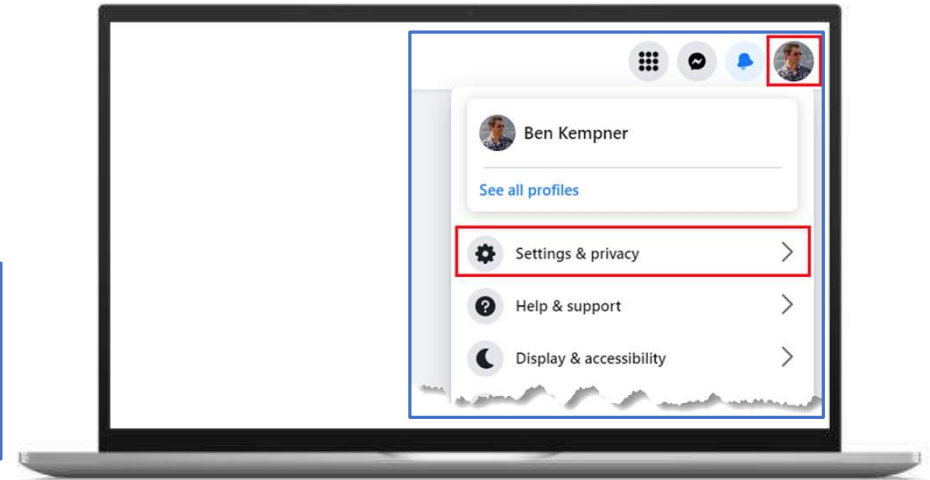 Ben Kempner
See all profiles
Settings & privacy
Help & support
Display & accessibility